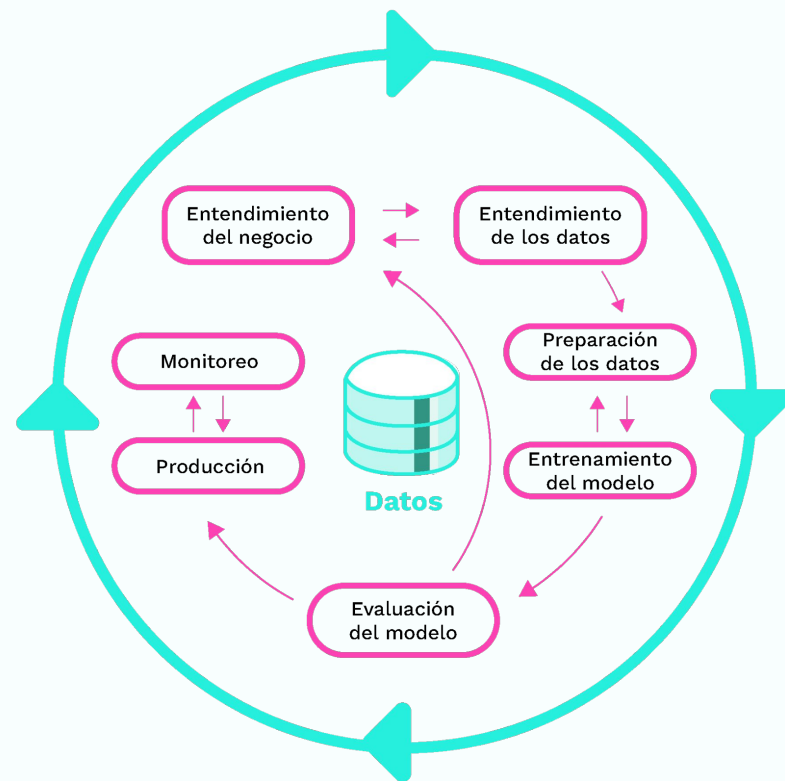 Entendimiento
del negocio
Entendimiento
de los datos
Preparación
de los datos
Monitoreo
Entrenamiento
del modelo
Producción
Datos
Evaluación
del modelo